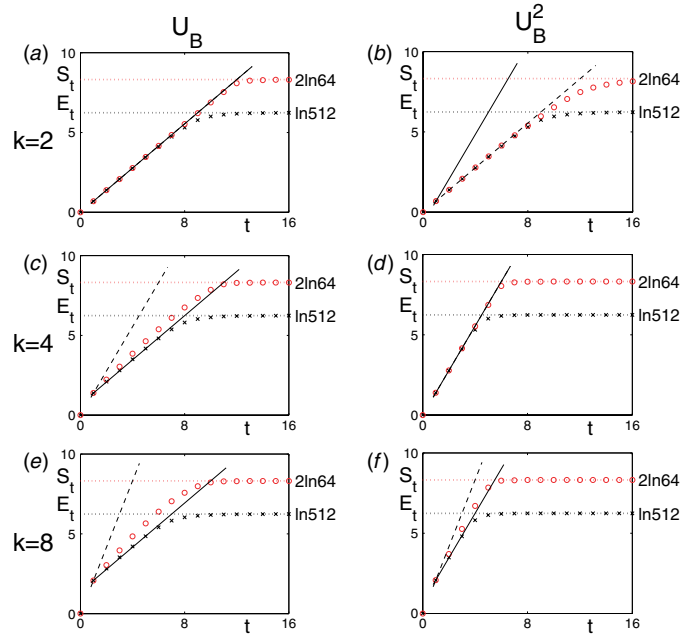 U_B U_B^2
(a) (b)
10 10
S_t 2ln64 S_t 2ln64
E_t ln512 E_t ln512
k=2
5 5
0 0
0 8 t 16 0 8 t 16
(c) (d)
10 10
S_t 2ln64 S_t 2ln64
E_t ln512 E_t ln512
k=4
5 5
0 0
0 8 t 16 0 8 t 16
(e) (f)
10 10
S_t 2ln64 S_t 2ln64
E_t ln512 E_t ln512
k=8
5 5
0 0
0 8 t 16 0 8 t 16